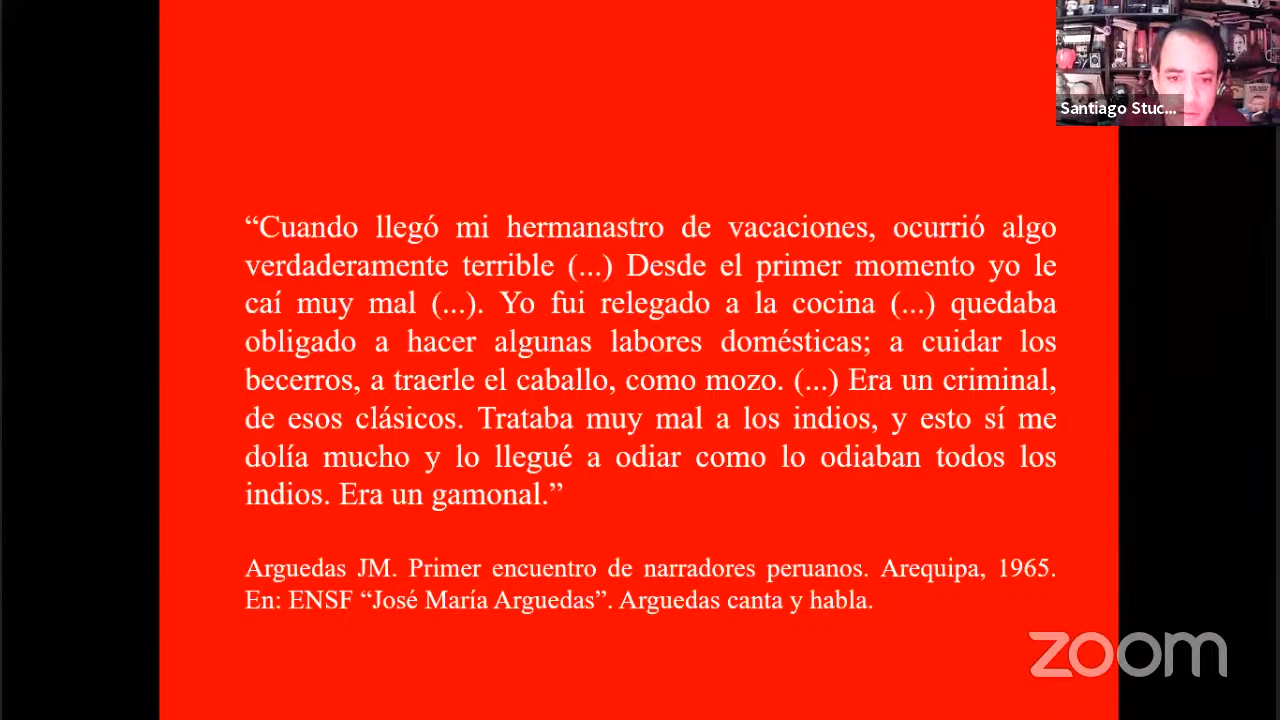 Santiago Stuc...
“Cuando llegó mi hermanastro de vacaciones, ocurrió algo
verdaderamente terrible (...) Desde el primer momento yo le
caí muy mal (...). Yo fui relegado a la cocina (...) quedaba
obligado a hacer algunas labores domésticas; a cuidar los
becerros, a traerle el caballo, como mozo. (...) Era un criminal,
de esos clásicos. Trataba muy mal a los indios, y esto sí me
dolía mucho y lo llegué a odiar como lo odiaban todos los
indios. Era un gamonal.”
Arguedas JM. Primer encuentro de narradores peruanos. Arequipa, 1965.
En: ENSF “José María Arguedas”. Arguedas canta y habla.
zoom